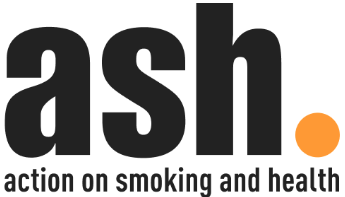 ash.
action on smoking and health